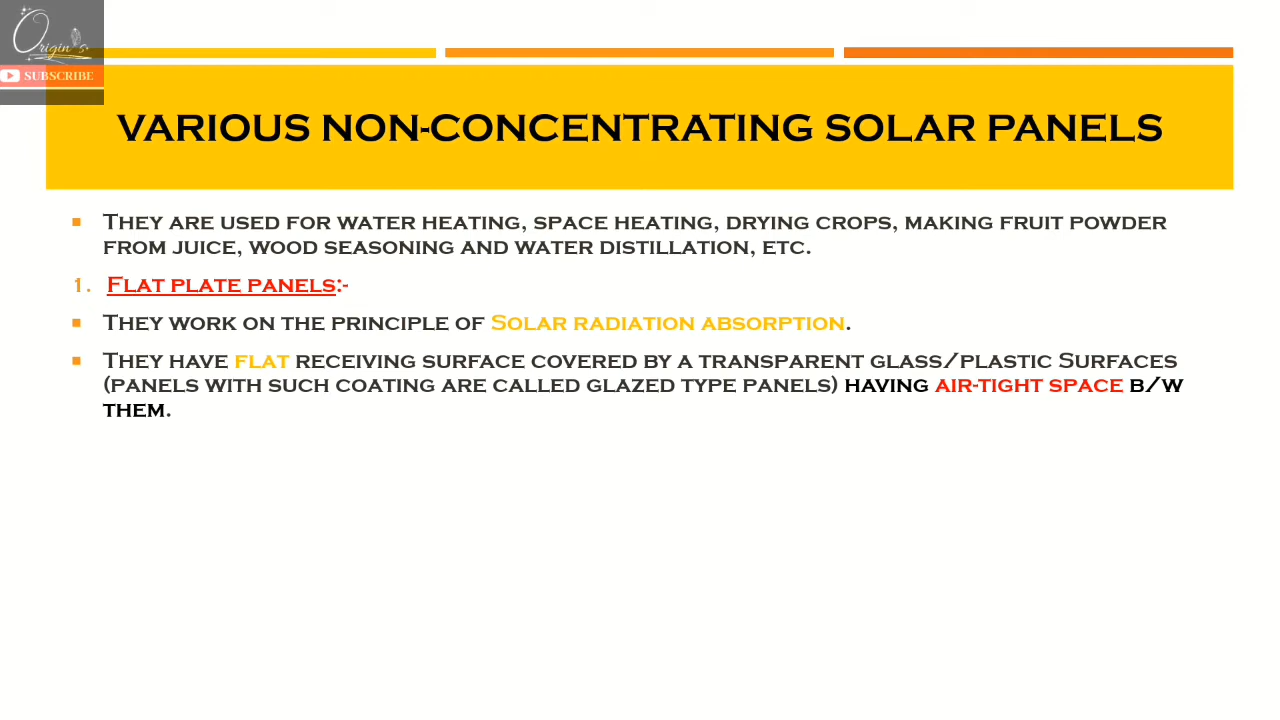 Origin's
SUBSCRIBE
VARIOUS NON-CONCENTRATING SOLAR PANELS
▪ They are used for water heating, space heating, drying crops, making fruit powder
from juice, wood seasoning and water distillation, etc.
1. Flat plate panels:-
▪ They work on the principle of Solar radiation absorption.
▪ They have flat receiving surface covered by a transparent glass/plastic Surfaces
(panels with such coating are called glazed type panels) having air-tight space b/w
them.